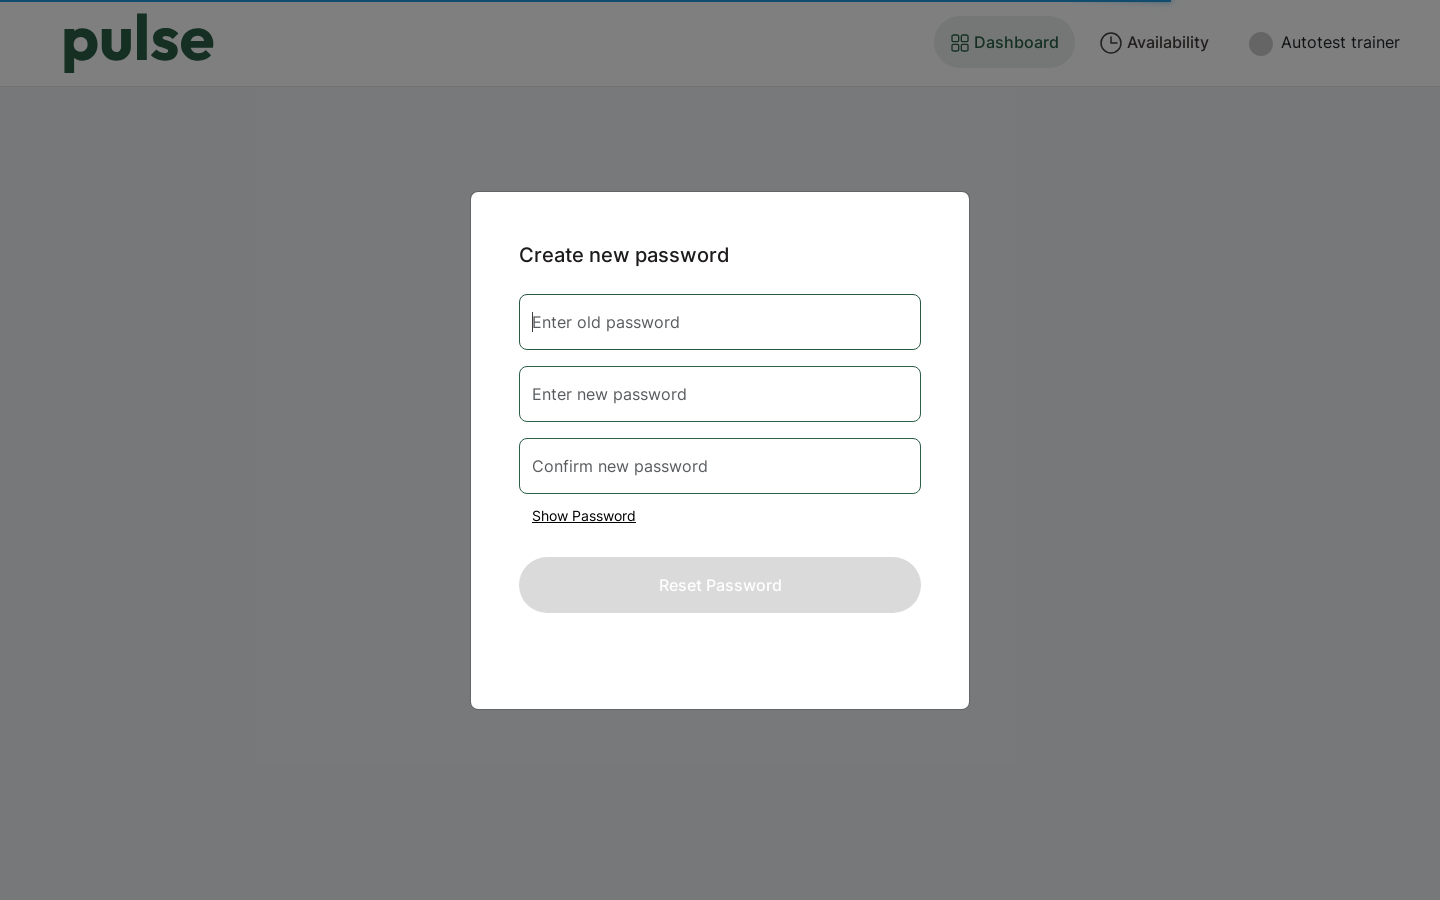 pulse
Dashboard
Availability
Autotest trainer
Create new password
Enter old password
Enter new password
Confirm new password
Show Password
Reset Password